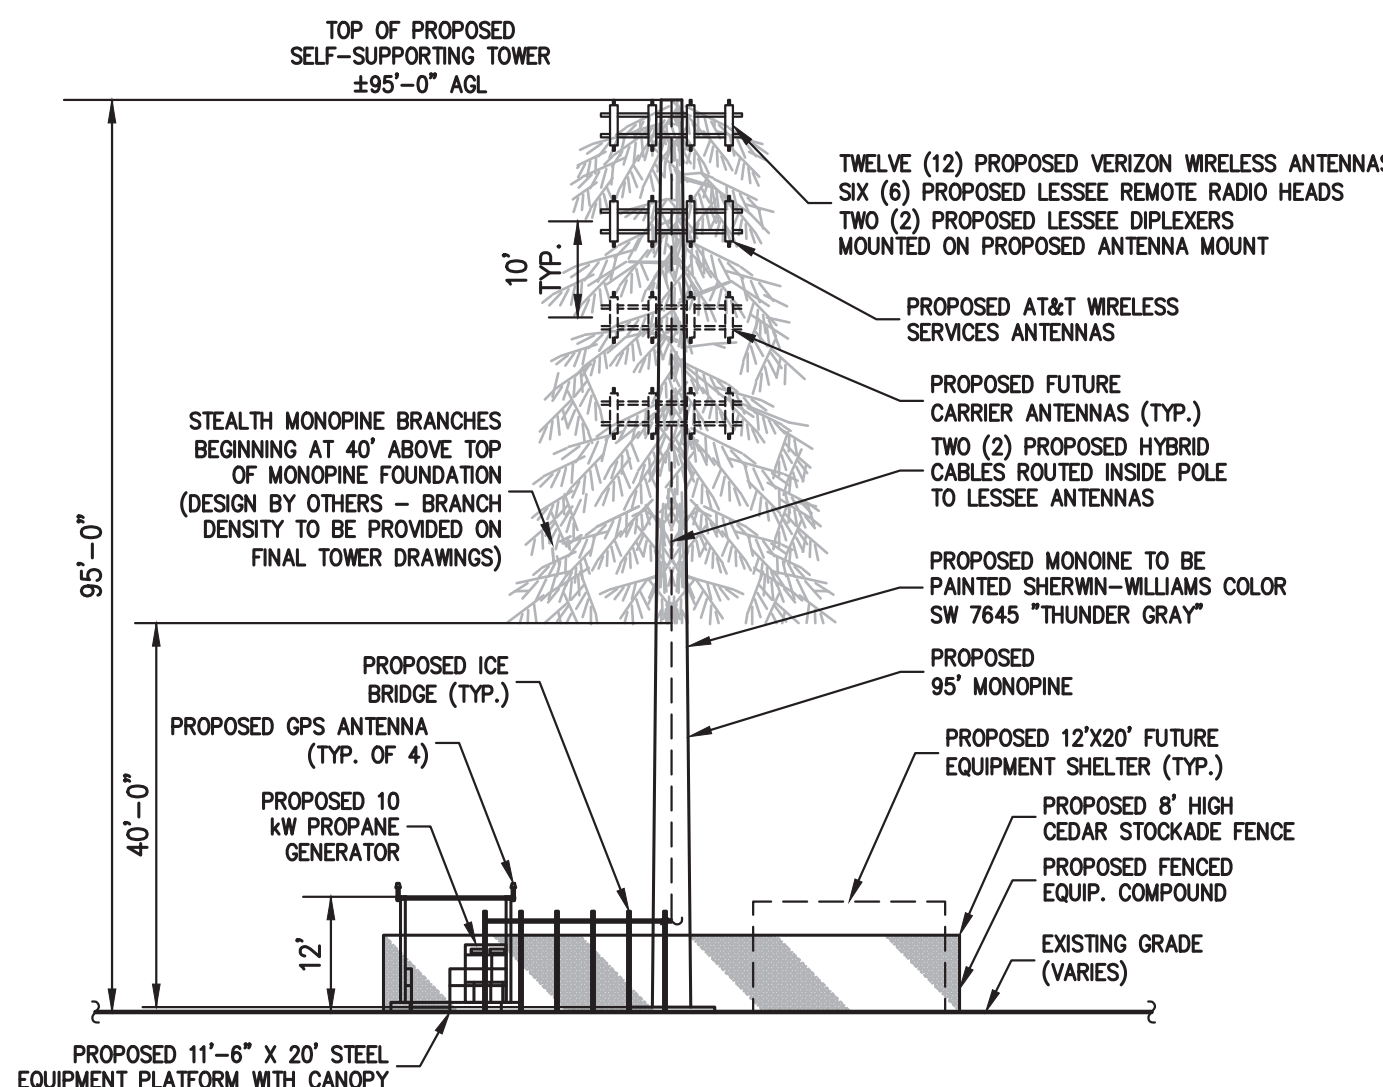 TOP OF PROPOSED
SELF-SUPPORTING TOWER
±95'-0" AGL
TWELVE (12) PROPOSED VERIZON WIRELESS ANTENNAS
SIX (6) PROPOSED LESSEE REMOTE RADIO HEADS
TWO (2) PROPOSED LESSEE DIPLEXERS
MOUNTED ON PROPOSED ANTENNA MOUNT
10'
TYP.
PROPOSED AT&T WIRELESS
SERVICES ANTENNAS
PROPOSED FUTURE
CARRIER ANTENNAS (TYP.)
STEALTH MONOPINE BRANCHES
BEGINNING AT 40' ABOVE TOP
OF MONOPINE FOUNDATION
(DESIGN BY OTHERS - BRANCH
DENSITY TO BE PROVIDED ON
FINAL TOWER DRAWINGS)
TWO (2) PROPOSED HYBRID
CABLES ROUTED INSIDE POLE
TO LESSEE ANTENNAS
95'-0"
PROPOSED MONOINE TO BE
PAINTED SHERWIN-WILLIAMS COLOR
SW 7645 "THUNDER GRAY"
PROPOSED ICE
BRIDGE (TYP.)
PROPOSED
95' MONOPINE
PROPOSED GPS ANTENNA
(TYP. OF 4)
PROPOSED 12'X20' FUTURE
EQUIPMENT SHELTER (TYP.)
40'-0"
PROPOSED 10
kW PROPANE
GENERATOR
PROPOSED 8' HIGH
CEDAR STOCKADE FENCE
PROPOSED FENCED
EQUIP. COMPOUND
12'
EXISTING GRADE
(VARIES)
PROPOSED 11'-6" X 20' STEEL
EQUIPMENT PLATFORM WITH CANOPY